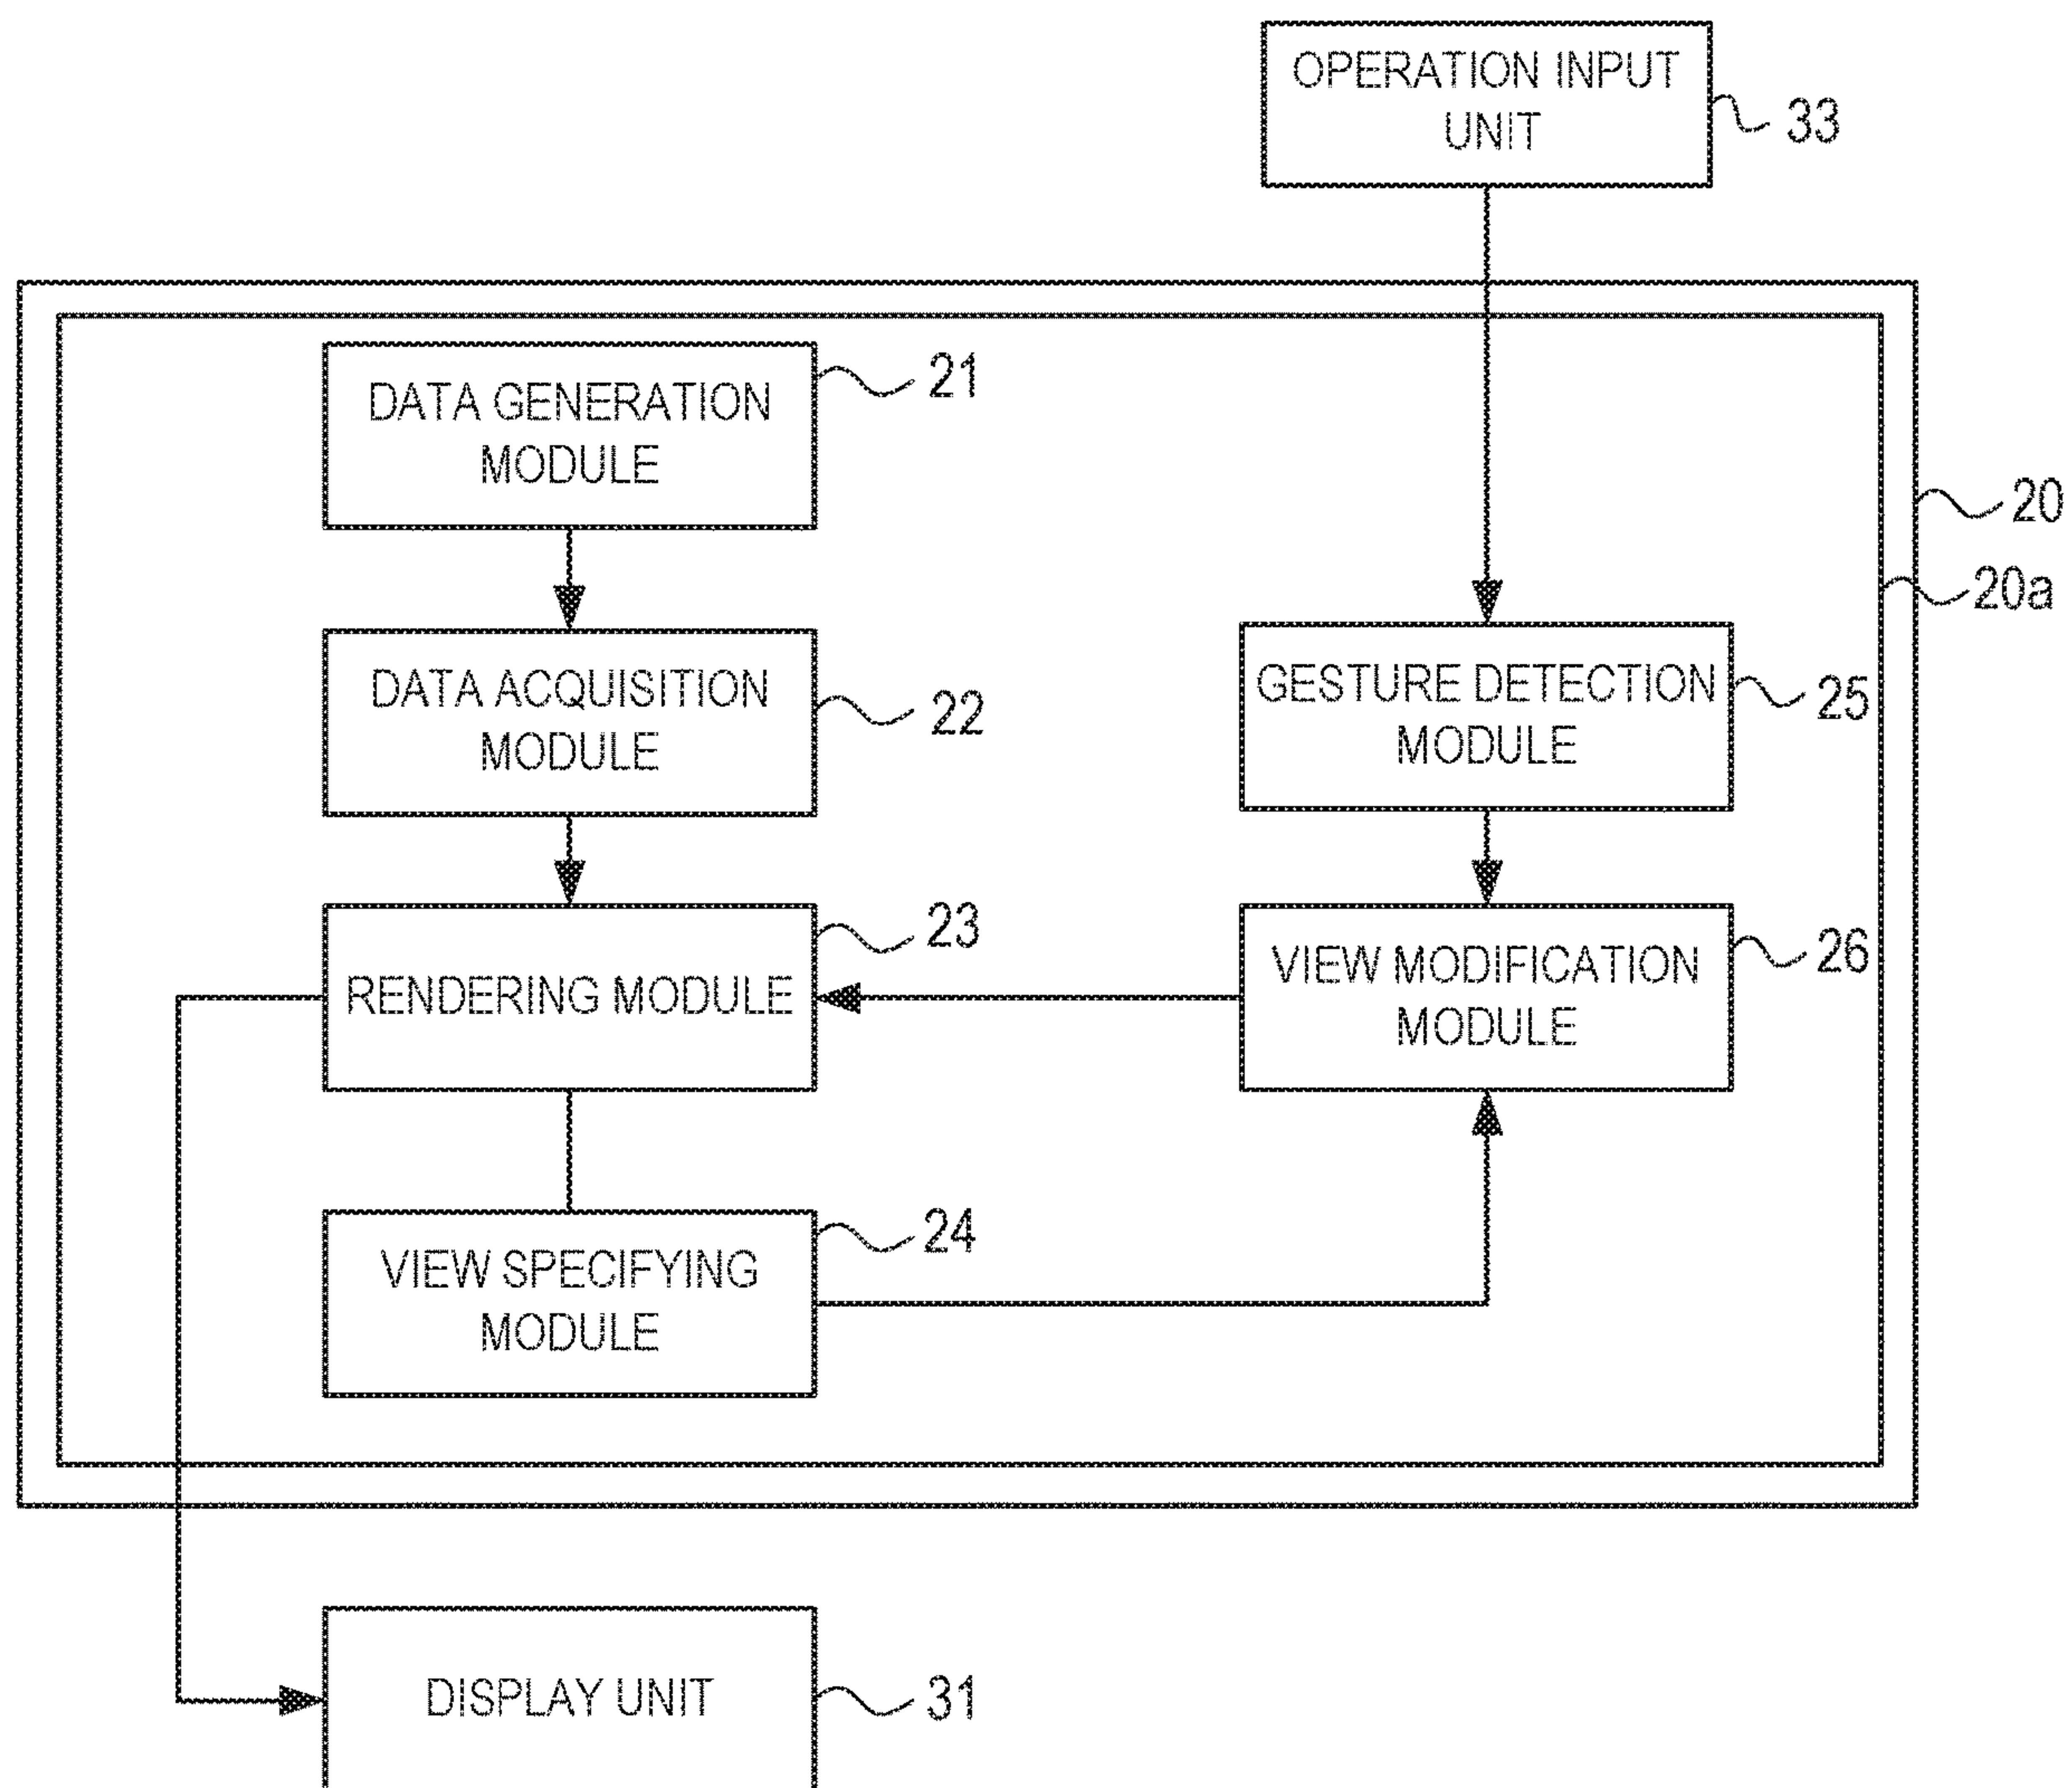 OPERATION INPUT
UNIT
33
DATA GENERATION
MODULE
21
20
20a
DATA ACQUISITION
MODULE
22
GESTURE DETECTION
MODULE
25
RENDERING MODULE
23
VIEW MODIFICATION
MODULE
26
VIEW SPECIFYING
MODULE
24
DISPLAY UNIT
31